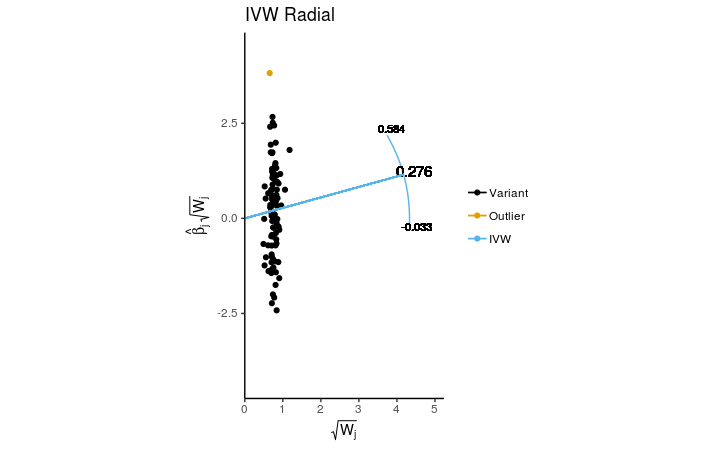 IVW Radial
2.5
0.0
-2.5
β̂ⱼ√Wⱼ
0.584
0.276
-0.033
0 1 2 3 4 5
√Wⱼ
Variant
Outlier
IVW